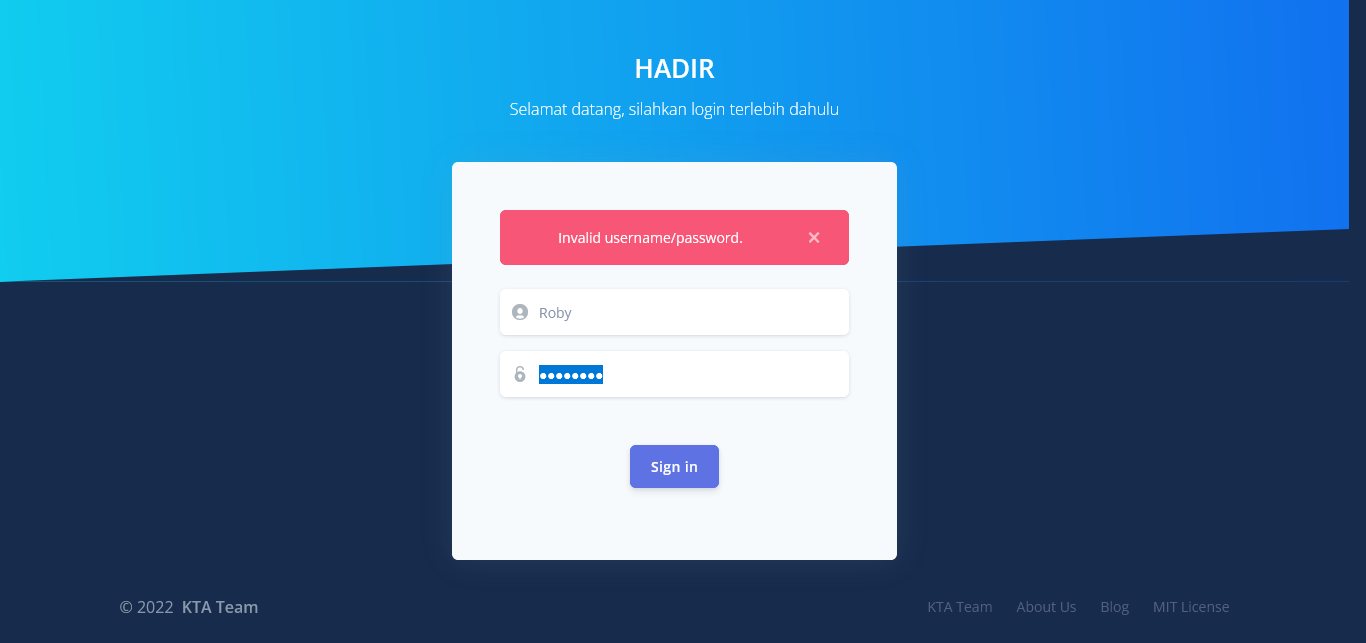 HADIR
Selamat datang, silahkan login terlebih dahulu
Invalid username/password. ×
Roby
••••••••
Sign in
© 2022 KTA Team
KTA Team About Us Blog MIT License